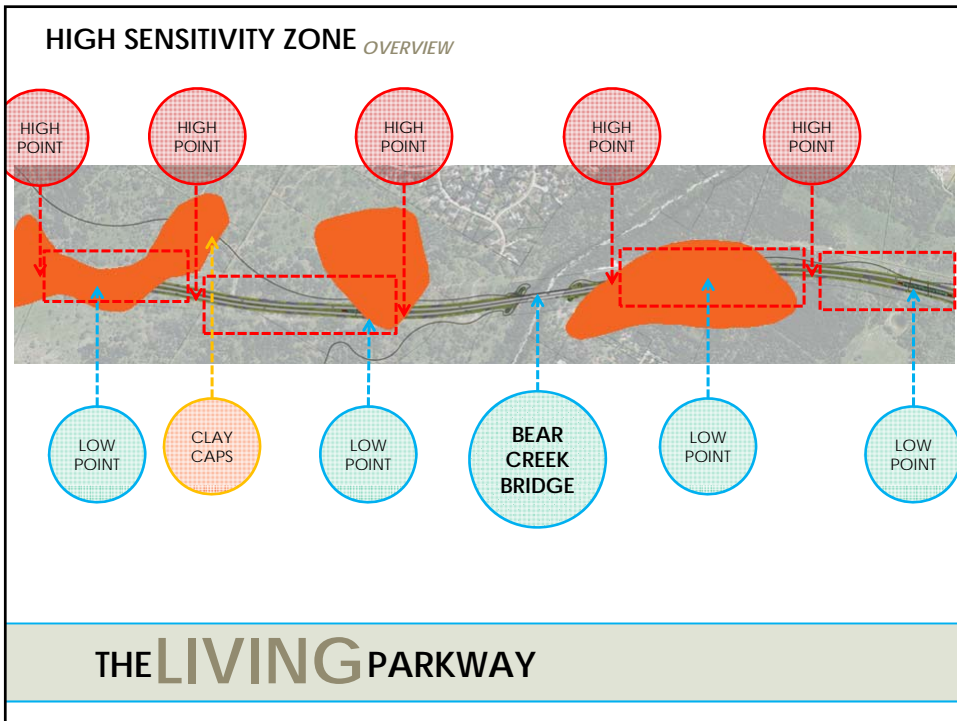 HIGH SENSITIVITY ZONE OVERVIEW
HIGH
POINT
HIGH
POINT
HIGH
POINT
HIGH
POINT
HIGH
POINT
LOW
POINT
CLAY
CAPS
LOW
POINT
BEAR
CREEK
BRIDGE
LOW
POINT
LOW
POINT
THE LIVING PARKWAY